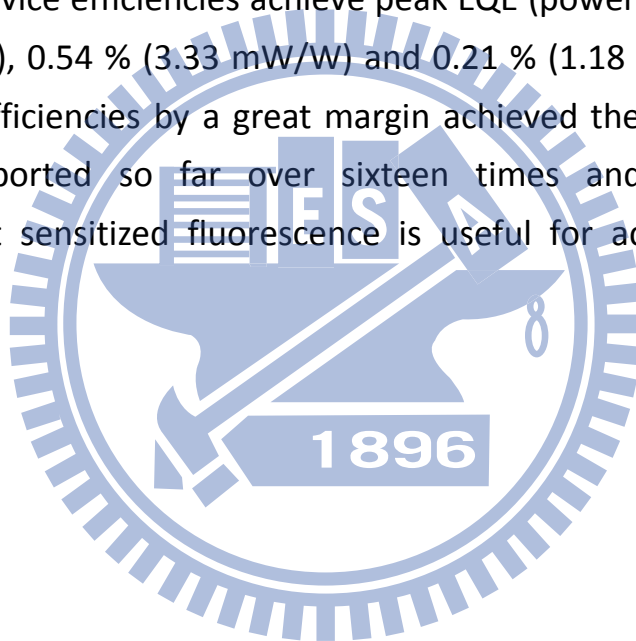 vice efficiencies achieve peak EQE (power
), 0.54 % (3.33 mW/W) and 0.21 % (1.18
fficiencies by a great margin achieved the
ported so far over sixteen times and
t sensitized fluorescence is useful for ac
E S A
8
1896